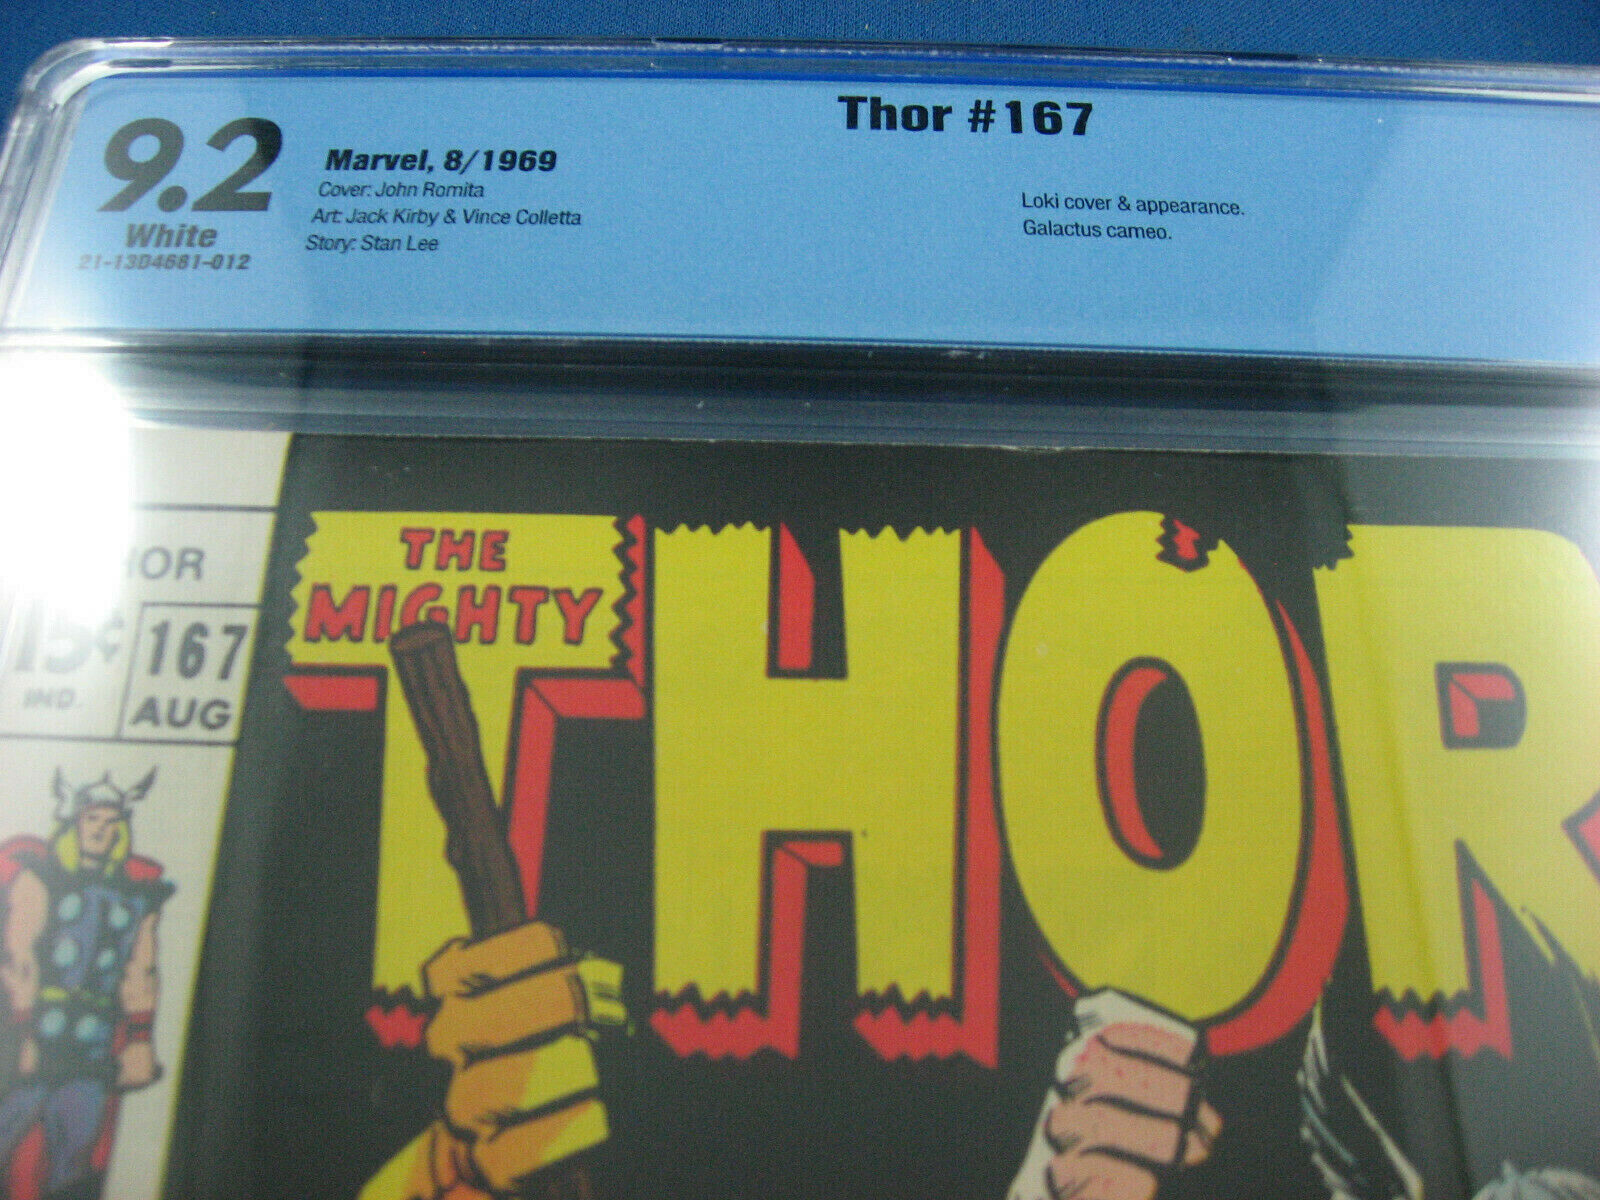 Thor #167
9.2
White
21-13D4681-012
Marvel, 8/1969
Cover: John Romita
Art: Jack Kirby & Vince Colletta
Story: Stan Lee
Loki cover & appearance.
Galactus cameo.
THE
MIGHTY
THOR
HOR
15¢
IND.
167
AUG